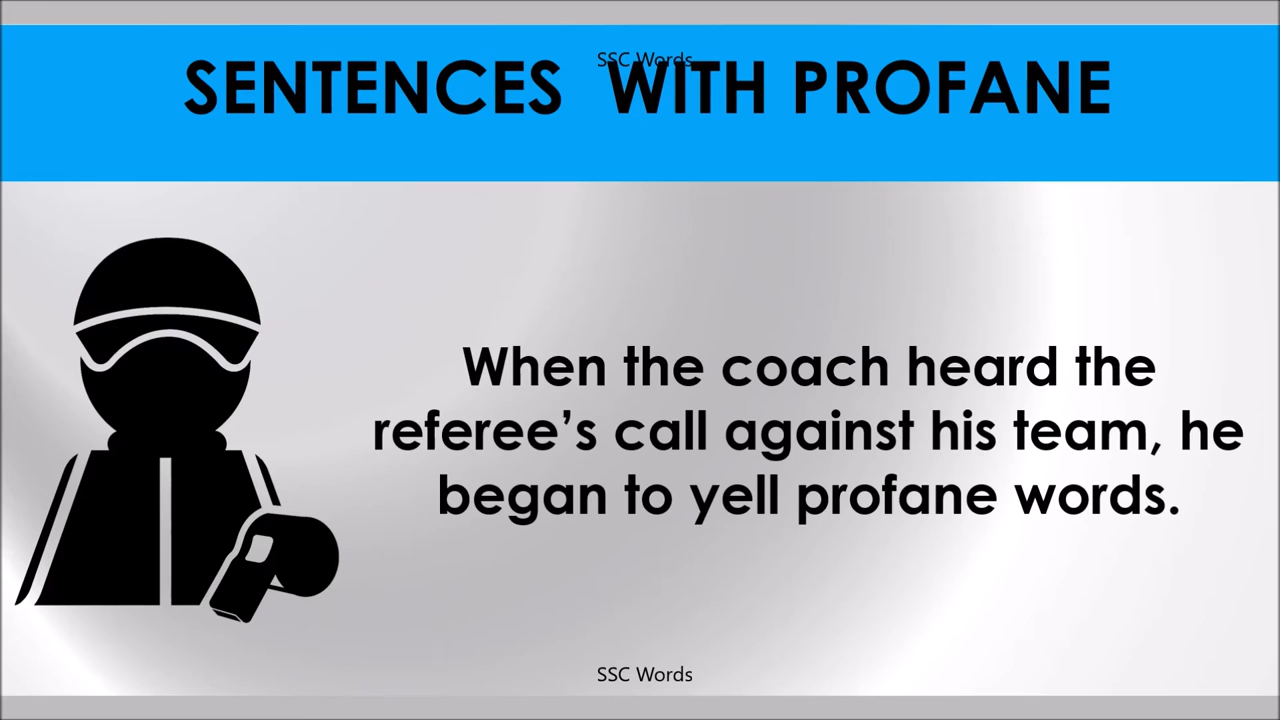 SSC Words
SENTENCES  WITH PROFANE
When the coach heard the
referee’s call against his team, he
began to yell profane words.
SSC Words